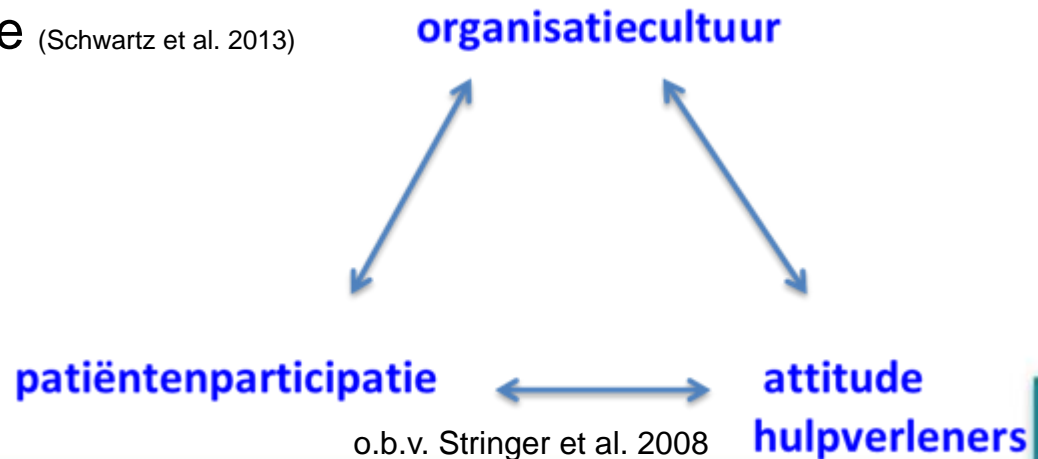 e (Schwartz et al. 2013)
organisatiecultuur
patiëntenparticipatie
attitude
hulpverleners
o.b.v. Stringer et al. 2008